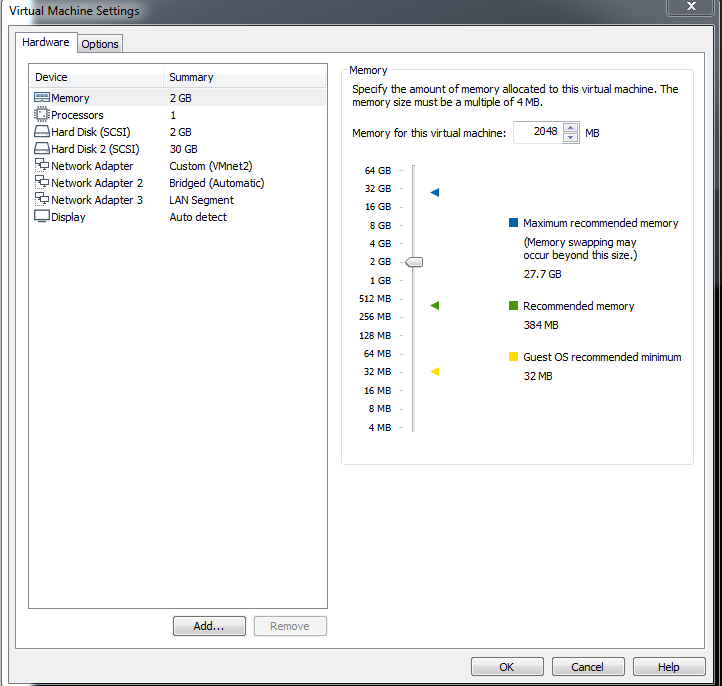 Virtual Machine Settings
X
Hardware
Options
Device Summary
Memory 2 GB
Processors 1
Hard Disk (SCSI) 2 GB
Hard Disk 2 (SCSI) 30 GB
Network Adapter Custom (VMnet2)
Network Adapter 2 Bridged (Automatic)
Network Adapter 3 LAN Segment
Display Auto detect
Add...
Remove
Memory
Specify the amount of memory allocated to this virtual machine. The
memory size must be a multiple of 4 MB.
Memory for this virtual machine: 2048 MB
64 GB
32 GB
16 GB
8 GB
4 GB
2 GB
1 GB
512 MB
256 MB
128 MB
64 MB
32 MB
16 MB
8 MB
4 MB
Maximum recommended memory
(Memory swapping may
occur beyond this size.)
27.7 GB
Recommended memory
384 MB
Guest OS recommended minimum
32 MB
OK
Cancel
Help